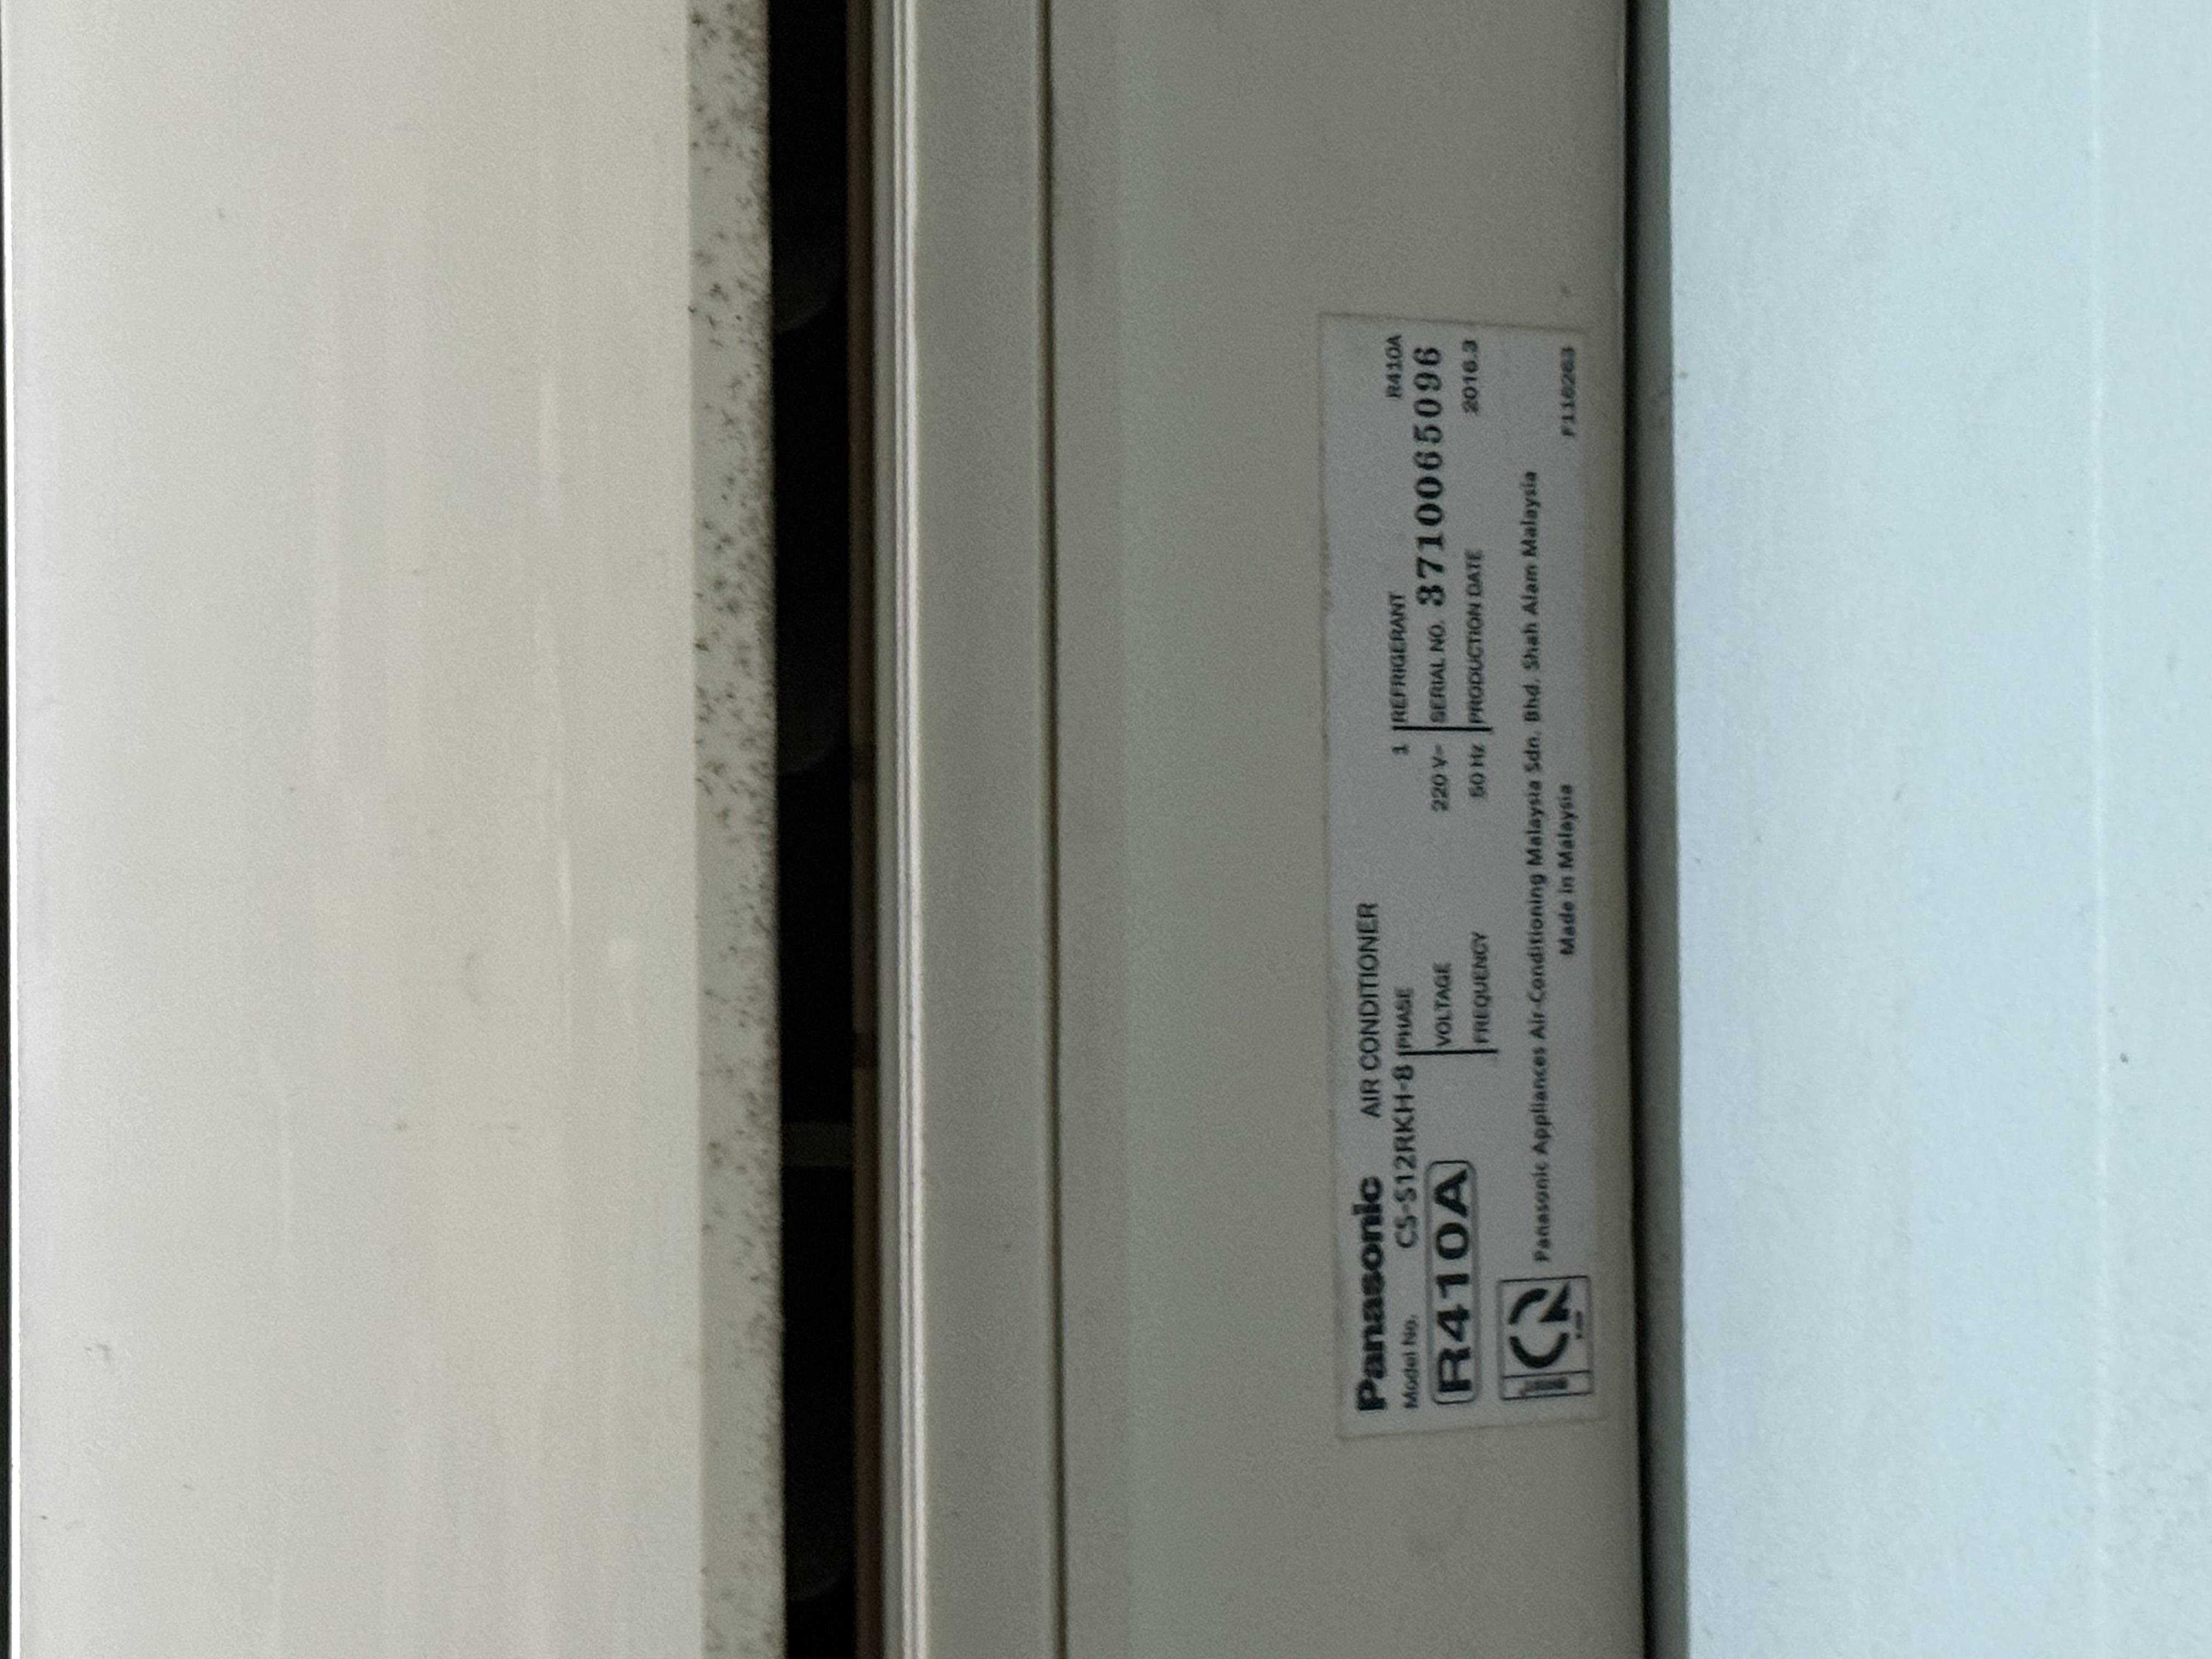 Panasonic AIR CONDITIONER
Model No. CS-S12RKH-8 PHASE 1 REFRIGERANT R410A
R410A VOLTAGE 220 V~ SERIAL NO. 3710065096
FREQUENCY 50 Hz PRODUCTION DATE 2016.3
Panasonic Appliances Air-Conditioning Malaysia Sdn. Bhd. Shah Alam Malaysia
Made in Malaysia